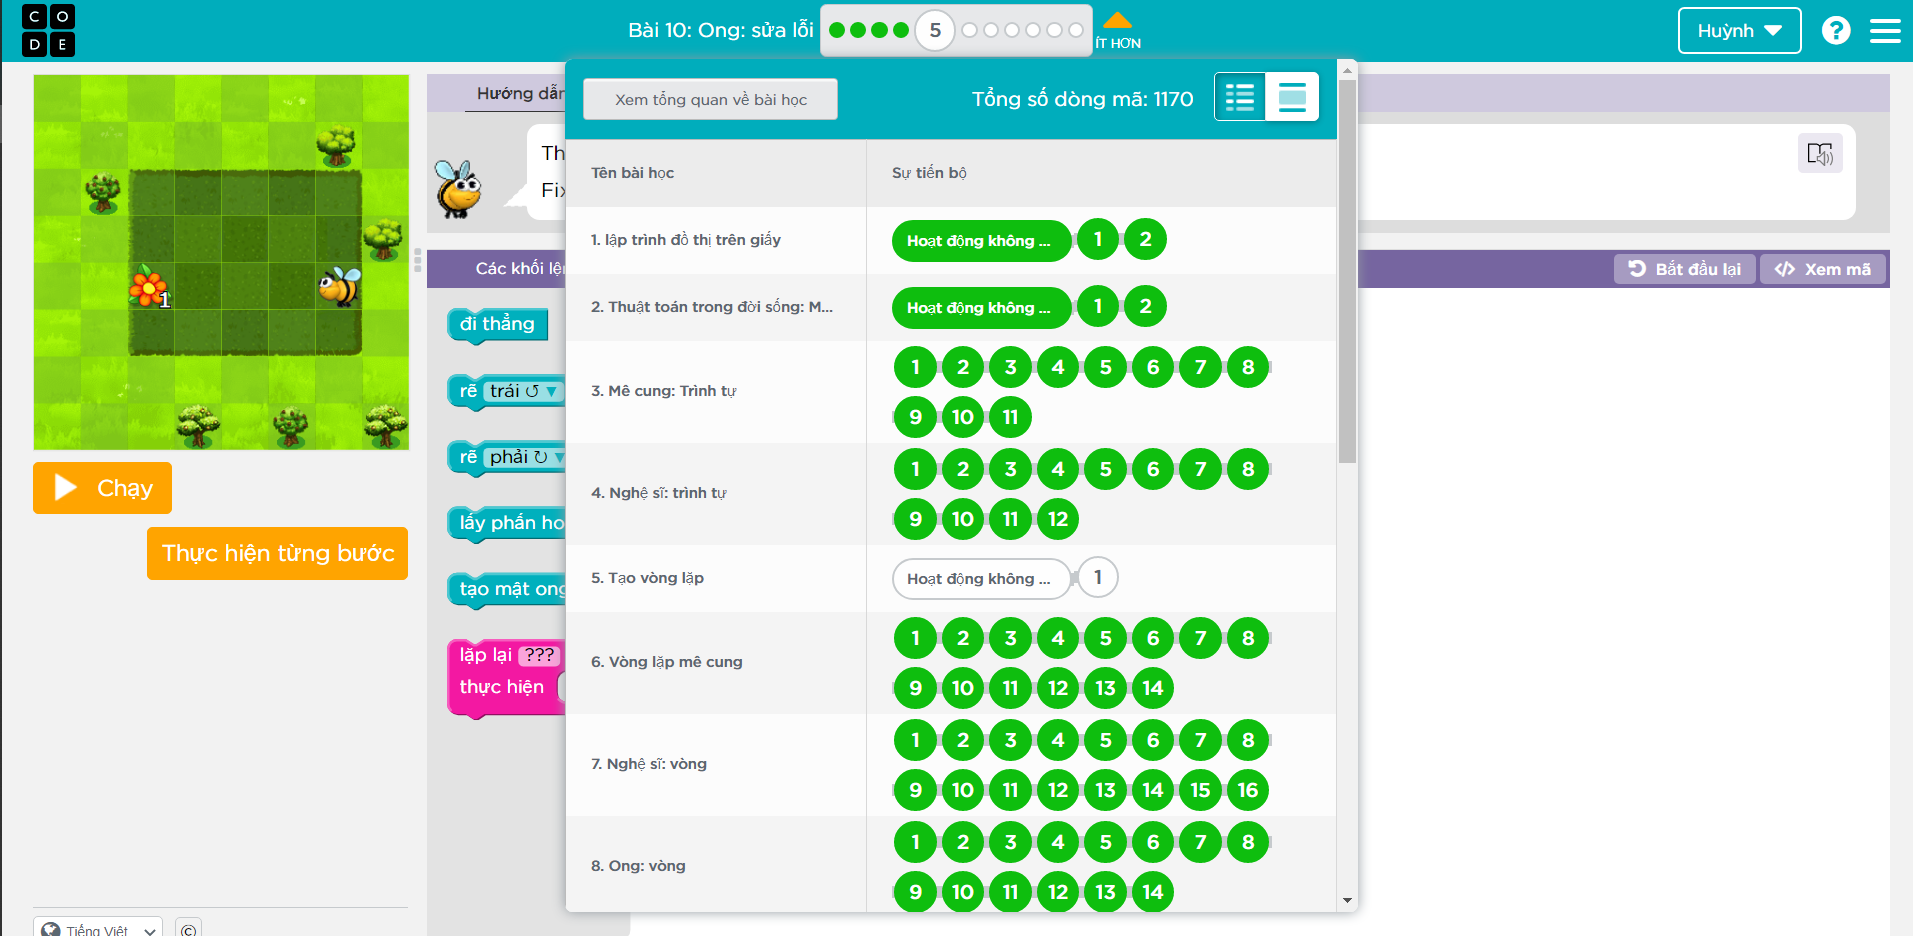 C O
D E
Bài 10: Ong: sửa lỗi
5
ÍT HƠN
Huỳnh
?
Hướng dẫn
Th
Fix
1
Chạy
Thực hiện từng bước
Tiếng Việt
©
Các khối lện
đi thẳng
rẽ trái ↺ ▼
rẽ phải ↻ ▼
lấy phấn ho
tạo mật ong
lặp lại ???
thực hiện
Bắt đầu lại
Xem mã
Xem tổng quan về bài học
Tổng số dòng mã: 1170
Tên bài học
Sự tiến bộ
1. lập trình đồ thị trên giấy
Hoạt động không ... 1 2
2. Thuật toán trong đời sống: M...
Hoạt động không ... 1 2
3. Mê cung: Trình tự
1 2 3 4 5 6 7 8
9 10 11
4. Nghệ sĩ: trình tự
1 2 3 4 5 6 7 8
9 10 11 12
5. Tạo vòng lặp
Hoạt động không ... 1
6. Vòng lặp mê cung
1 2 3 4 5 6 7 8
9 10 11 12 13 14
7. Nghệ sĩ: vòng
1 2 3 4 5 6 7 8
9 10 11 12 13 14 15 16
8. Ong: vòng
1 2 3 4 5 6 7 8
9 10 11 12 13 14